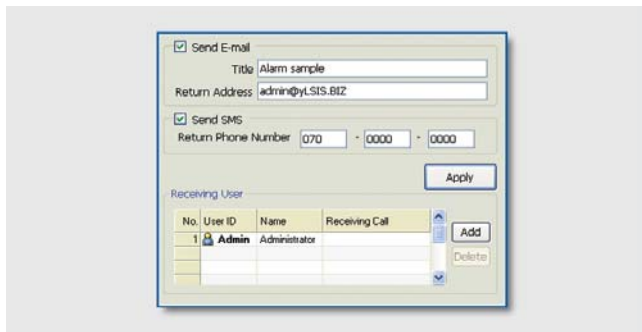 Send E-mail
Title Alarm sample
Return Address admin@yLSIS.BIZ
Send SMS
Return Phone Number 070 - 0000 - 0000
Apply
Receiving User
No. User ID Name Receiving Call
1 Admin Administrator
Add
Delete